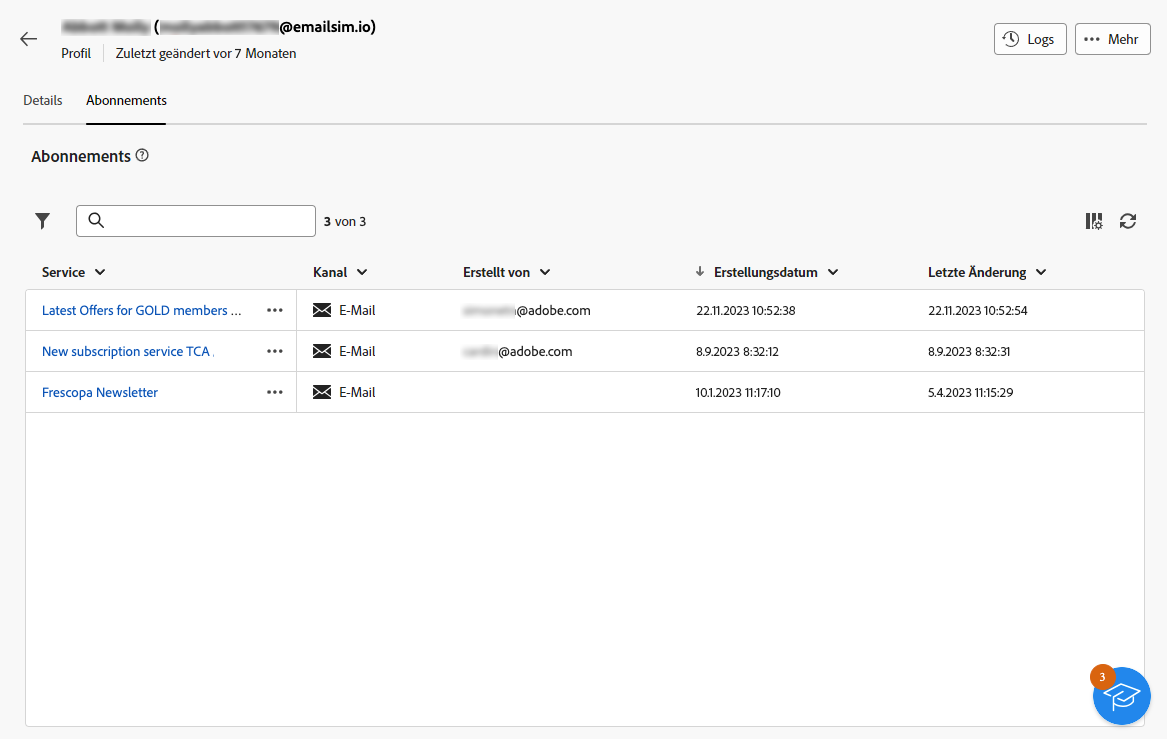 (@emailsim.io)
Logs
Mehr
Profil
Zuletzt geändert vor 7 Monaten
Details
Abonnements
Abonnements
3 von 3
Service
Kanal
Erstellt von
Erstellungsdatum
Letzte Änderung
Latest Offers for GOLD members ... ••• E-Mail @adobe.com 22.11.2023 10:52:38 22.11.2023 10:52:54
New subscription service TCA ••• E-Mail @adobe.com 8.9.2023 8:32:12 8.9.2023 8:32:31
Frescopa Newsletter ••• E-Mail 10.1.2023 11:17:10 5.4.2023 11:15:29
3